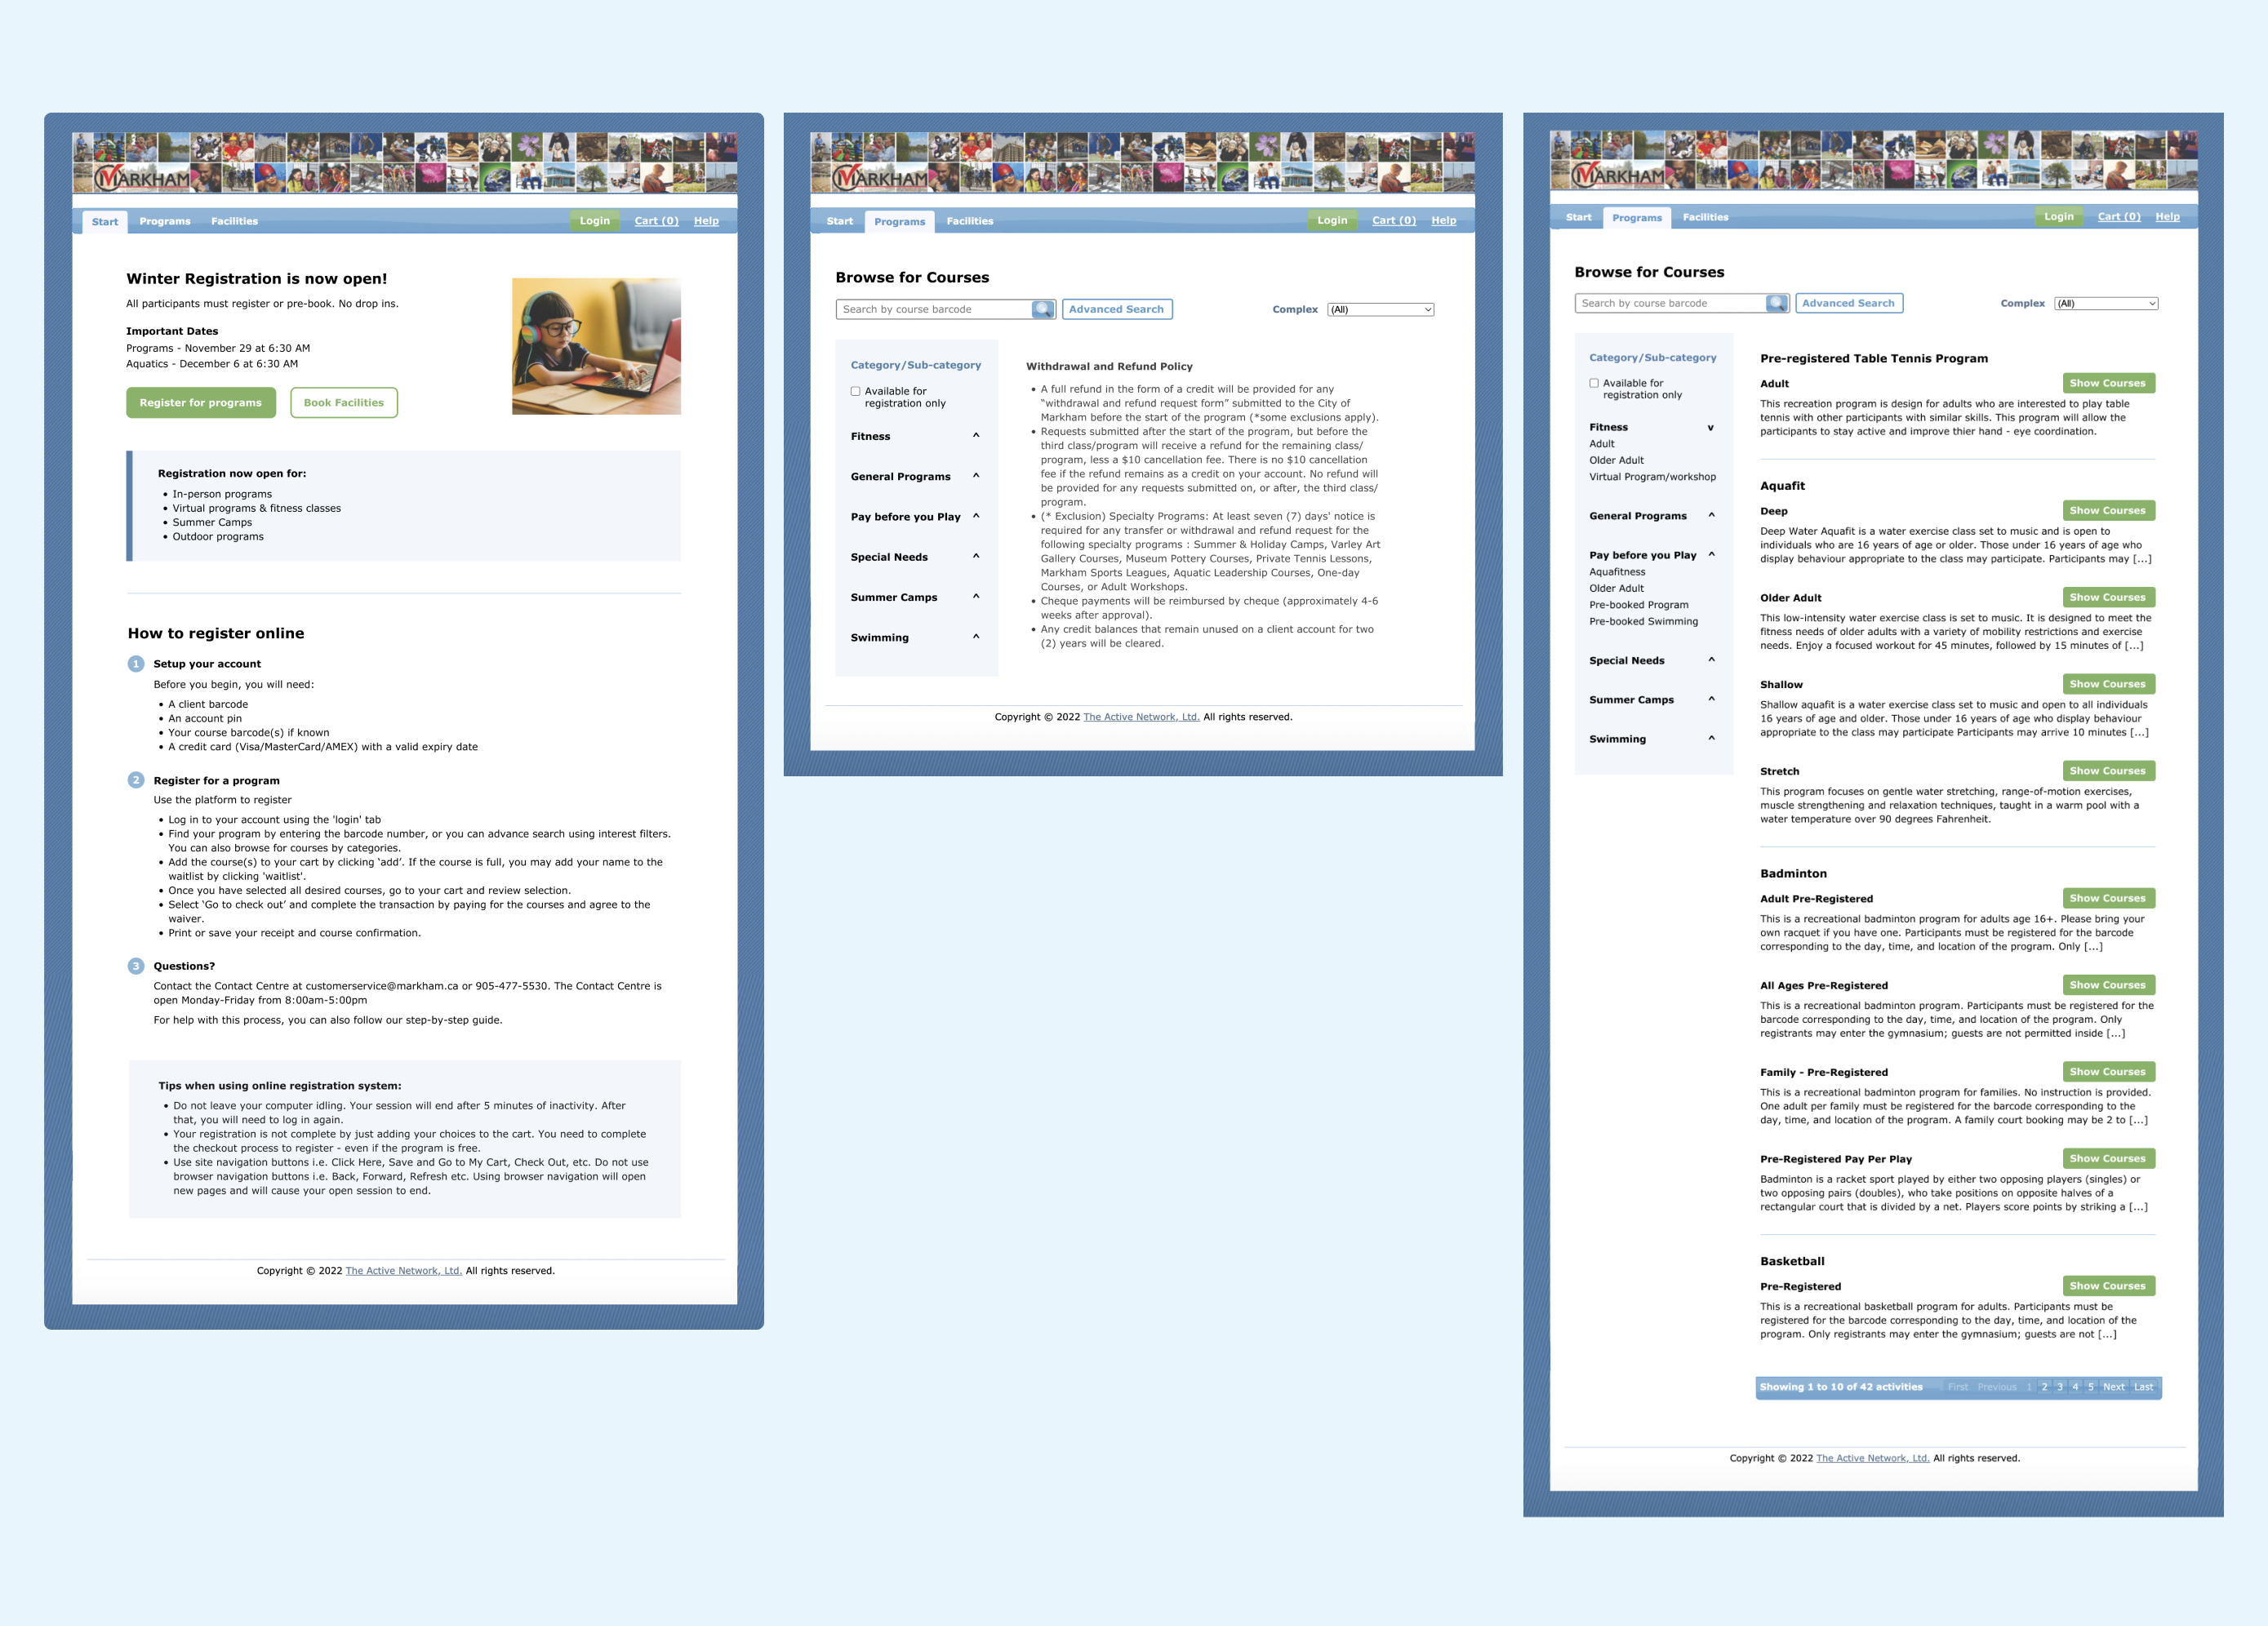 MARKHAM
Start Programs Facilities Login Cart (0) Help
Winter Registration is now open!
All participants must register or pre-book. No drop ins.
Important Dates
Programs - November 29 at 6:30 AM
Aquatics - December 6 at 6:30 AM
Register for programs Book Facilities
Registration now open for:
• In-person programs
• Virtual programs & fitness classes
• Summer Camps
• Outdoor programs
How to register online
1 Setup your account
Before you begin, you will need:
• A client barcode
• An account pin
• Your course barcode(s) if known
• A credit card (Visa/MasterCard/AMEX) with a valid expiry date
2 Register for a program
Use the platform to register
• Log in to your account using the 'login' tab
• Find your program by entering the barcode number, or you can advance search using interest filters.
You can also browse for courses by categories.
• Add the course(s) to your cart by clicking ‘add’. If the course is full, you may add your name to the
waitlist by clicking 'waitlist'.
• Once you have selected all desired courses, go to your cart and review selection.
• Select ‘Go to check out’ and complete the transaction by paying for the courses and agree to the
waiver.
• Print or save your receipt and course confirmation.
3 Questions?
Contact the Contact Centre at customerservice@markham.ca or 905-477-5530. The Contact Centre is
open Monday-Friday from 8:00am-5:00pm
For help with this process, you can also follow our step-by-step guide.
Tips when using online registration system:
• Do not leave your computer idling. Your session will end after 5 minutes of inactivity. After
that, you will need to log in again.
• Your registration is not complete by just adding your choices to the cart. You need to complete
the checkout process to register - even if the program is free.
• Use site navigation buttons i.e. Click Here, Save and Go to My Cart, Check Out, etc. Do not use
browser navigation buttons i.e. Back, Forward, Refresh etc. Using browser navigation will open
new pages and will cause your open session to end.
Copyright © 2022 The Active Network, Ltd. All rights reserved.
MARKHAM
Start Programs Facilities Login Cart (0) Help
Browse for Courses
Search by course barcode Advanced Search Complex (All)
Category/Sub-category
Available for
registration only
Fitness ^
General Programs ^
Pay before you Play ^
Special Needs ^
Summer Camps ^
Swimming ^
Withdrawal and Refund Policy
• A full refund in the form of a credit will be provided for any
“withdrawal and refund request form” submitted to the City of
Markham before the start of the program (*some exclusions apply).
• Requests submitted after the start of the program, but before the
third class/program will receive a refund for the remaining class/
program, less a $10 cancellation fee. There is no $10 cancellation
fee if the refund remains as a credit on your account. No refund will
be provided for any requests submitted on, or after, the third class/
program.
• (* Exclusion) Specialty Programs: At least seven (7) days' notice is
required for any transfer or withdrawal and refund request for the
following specialty programs : Summer & Holiday Camps, Varley Art
Gallery Courses, Museum Pottery Courses, Private Tennis Lessons,
Markham Sports Leagues, Aquatic Leadership Courses, One-day
Courses, or Adult Workshops.
• Cheque payments will be reimbursed by cheque (approximately 4-6
weeks after approval).
• Any credit balances that remain unused on a client account for two
(2) years will be cleared.
Copyright © 2022 The Active Network, Ltd. All rights reserved.
MARKHAM
Start Programs Facilities Login Cart (0) Help
Browse for Courses
Search by course barcode Advanced Search Complex (All)
Category/Sub-category
Available for
registration only
Fitness v
Adult
Older Adult
Virtual Program/workshop
General Programs ^
Pay before you Play ^
Aquafitness
Older Adult
Pre-booked Program
Pre-booked Swimming
Special Needs ^
Summer Camps ^
Swimming ^
Pre-registered Table Tennis Program
Adult Show Courses
This recreation program is design for adults who are interested to play table
tennis with other participants with similar skills. This program will allow the
participants to stay active and improve thier hand - eye coordination.
Aquafit
Deep Show Courses
Deep Water Aquafit is a water exercise class set to music and is open to
individuals who are 16 years of age or older. Those under 16 years of age who
display behaviour appropriate to the class may participate. Participants may [...]
Older Adult Show Courses
This low-intensity water exercise class is set to music. It is designed to meet the
fitness needs of older adults with a variety of mobility restrictions and exercise
needs. Enjoy a focused workout for 45 minutes, followed by 15 minutes of [...]
Shallow Show Courses
Shallow aquafit is a water exercise class set to music and open to all individuals
16 years of age and older. Those under 16 years of age who display behaviour
appropriate to the class may participate Participants may arrive 10 minutes [...]
Stretch Show Courses
This program focuses on gentle water stretching, range-of-motion exercises,
muscle strengthening and relaxation techniques, taught in a warm pool with a
water temperature over 90 degrees Fahrenheit.
Badminton
Adult Pre-Registered Show Courses
This is a recreational badminton program for adults age 16+. Please bring your
own racquet if you have one. Participants must be registered for the barcode
corresponding to the day, time, and location of the program. Only [...]
All Ages Pre-Registered Show Courses
This is a recreational badminton program. Participants must be registered for the
barcode corresponding to the day, time, and location of the program. Only
registrants may enter the gymnasium; guests are not permitted inside [...]
Family - Pre-Registered Show Courses
This is a recreational badminton program for families. No instruction is provided.
One adult per family must be registered for the barcode corresponding to the
day, time, and location of the program. A family court booking may be 2 to [...]
Pre-Registered Pay Per Play Show Courses
Badminton is a racket sport played by either two opposing players (singles) or
two opposing pairs (doubles), who take positions on opposite halves of a
rectangular court that is divided by a net. Players score points by striking a [...]
Basketball
Pre-Registered Show Courses
This is a recreational basketball program for adults. Participants must be
registered for the barcode corresponding to the day, time, and location of the
program. Only registrants may enter the gymnasium; guests are not [...]
Showing 1 to 10 of 42 activities First Previous 1 2 3 4 5 Next Last
Copyright © 2022 The Active Network, Ltd. All rights reserved.